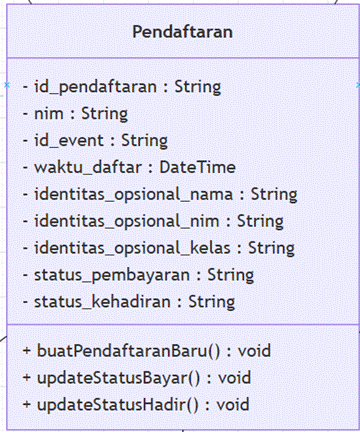 Pendaftaran
- id_pendaftaran : String
- nim : String
- id_event : String
- waktu_daftar : DateTime
- identitas_opsional_nama : String
- identitas_opsional_nim : String
- identitas_opsional_kelas : String
- status_pembayaran : String
- status_kehadiran : String
+ buatPendaftaranBaru() : void
+ updateStatusBayar() : void
+ updateStatusHadir() : void